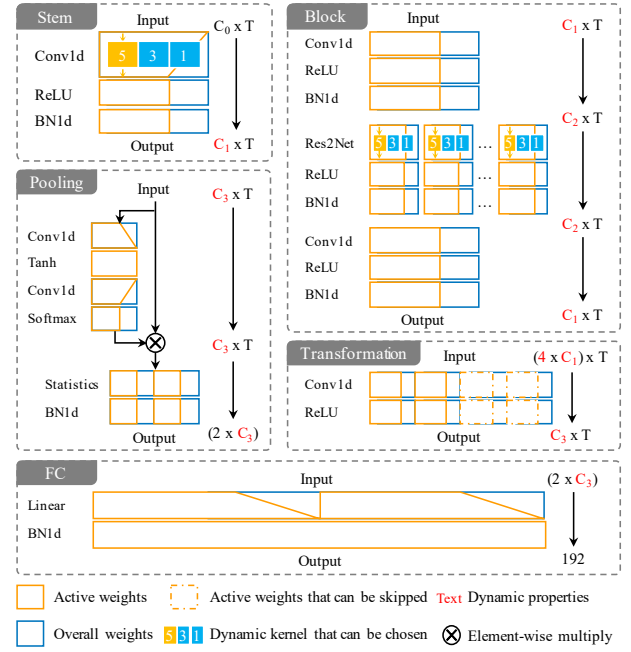 Stem
Input
C0 x T
Conv1d
5 3 1
ReLU
BN1d
Output
C1 x T
Block
Input
C1 x T
Conv1d
ReLU
BN1d
C2 x T
Res2Net
5 3 1
5 3 1
...
5 3 1
ReLU
...
BN1d
...
C2 x T
Conv1d
ReLU
BN1d
Output
C1 x T
Pooling
Input
C3 x T
Conv1d
Tanh
Conv1d
Softmax
C3 x T
Statistics
BN1d
Output
(2 x C3)
Transformation
Input
(4 x C1) x T
Conv1d
ReLU
Output
C3 x T
FC
Input
(2 x C3)
Linear
BN1d
Output
192
Active weights
Active weights that can be skipped
Text Dynamic properties
Overall weights
5 3 1 Dynamic kernel that can be chosen
Element-wise multiply